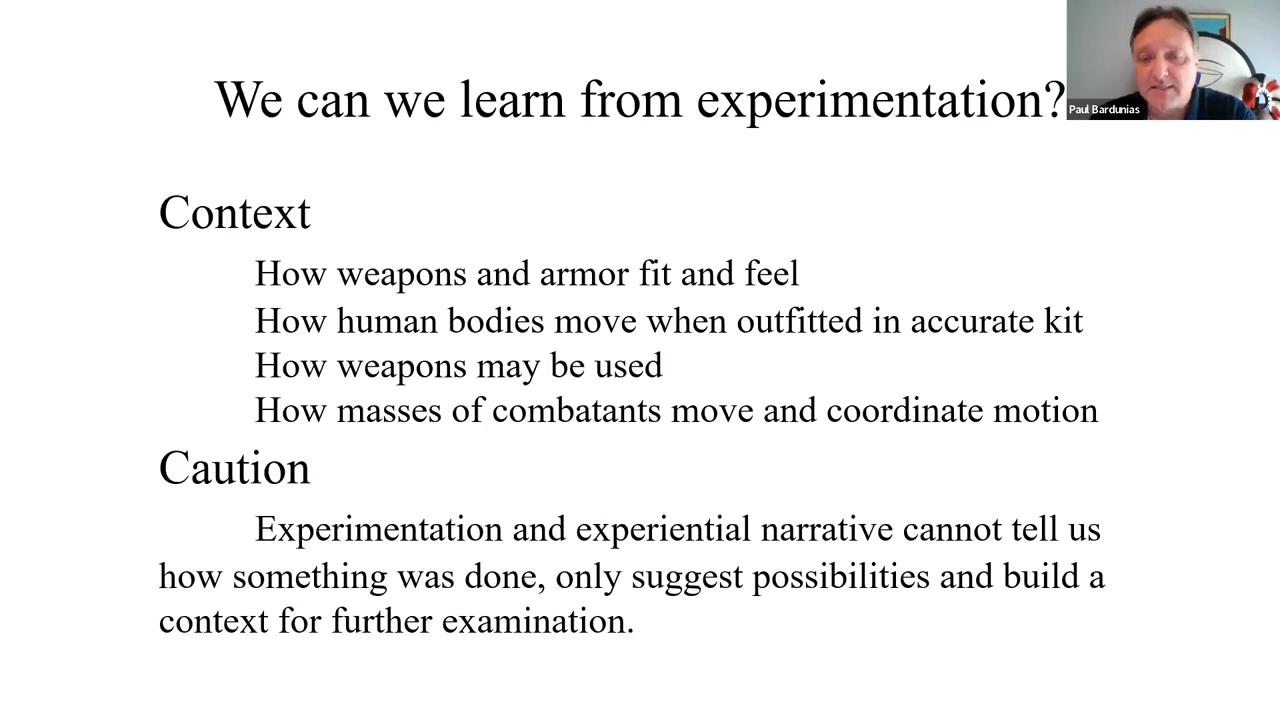 We can we learn from experimentation?
Paul Bardunias
Context
How weapons and armor fit and feel
How human bodies move when outfitted in accurate kit
How weapons may be used
How masses of combatants move and coordinate motion
Caution
Experimentation and experiential narrative cannot tell us
how something was done, only suggest possibilities and build a
context for further examination.